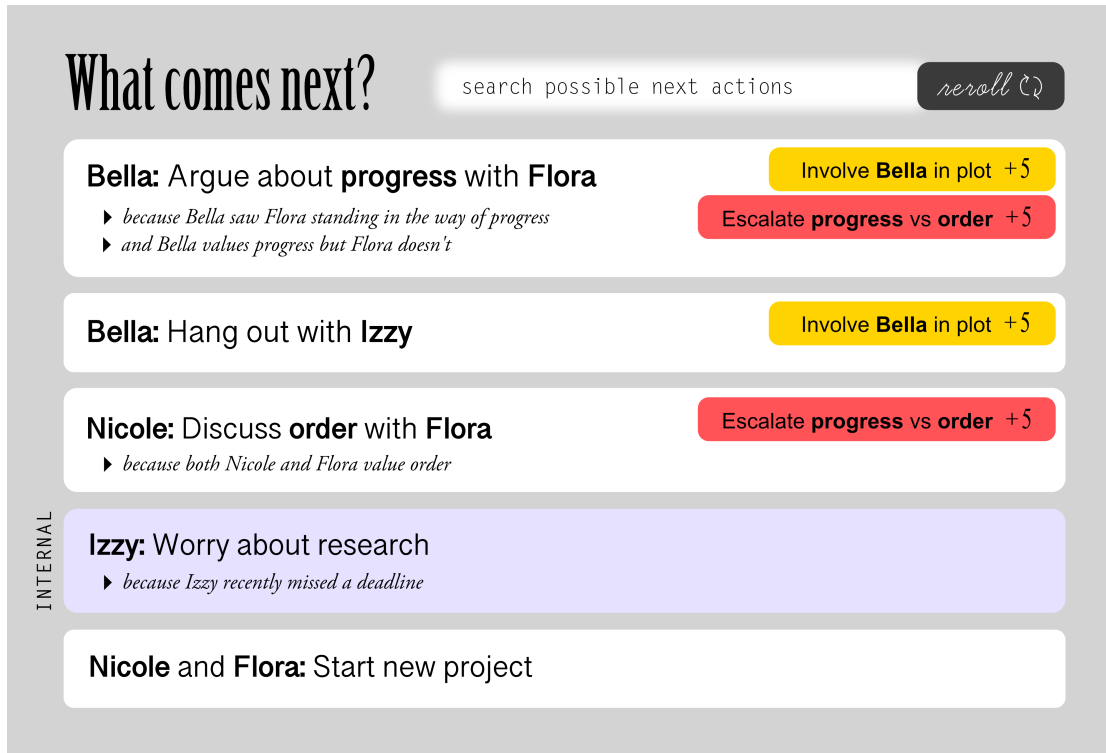 What comes next?
search possible next actions
reroll
Bella: Argue about progress with Flora
because Bella saw Flora standing in the way of progress
and Bella values progress but Flora doesn't
Involve Bella in plot +5
Escalate progress vs order +5
Bella: Hang out with Izzy
Involve Bella in plot +5
Nicole: Discuss order with Flora
because both Nicole and Flora value order
Escalate progress vs order +5
INTERNAL
Izzy: Worry about research
because Izzy recently missed a deadline
Nicole and Flora: Start new project